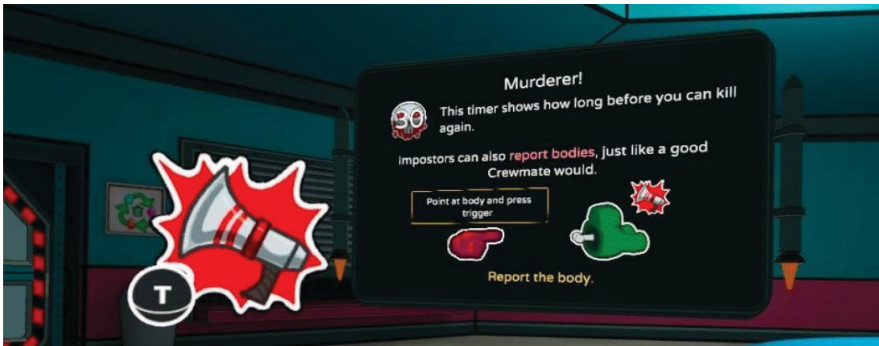 Murderer!
30
This timer shows how long before you can kill
again.
Impostors can also report bodies, just like a good
Crewmate would.
Point at body and press
trigger
Report the body.
T